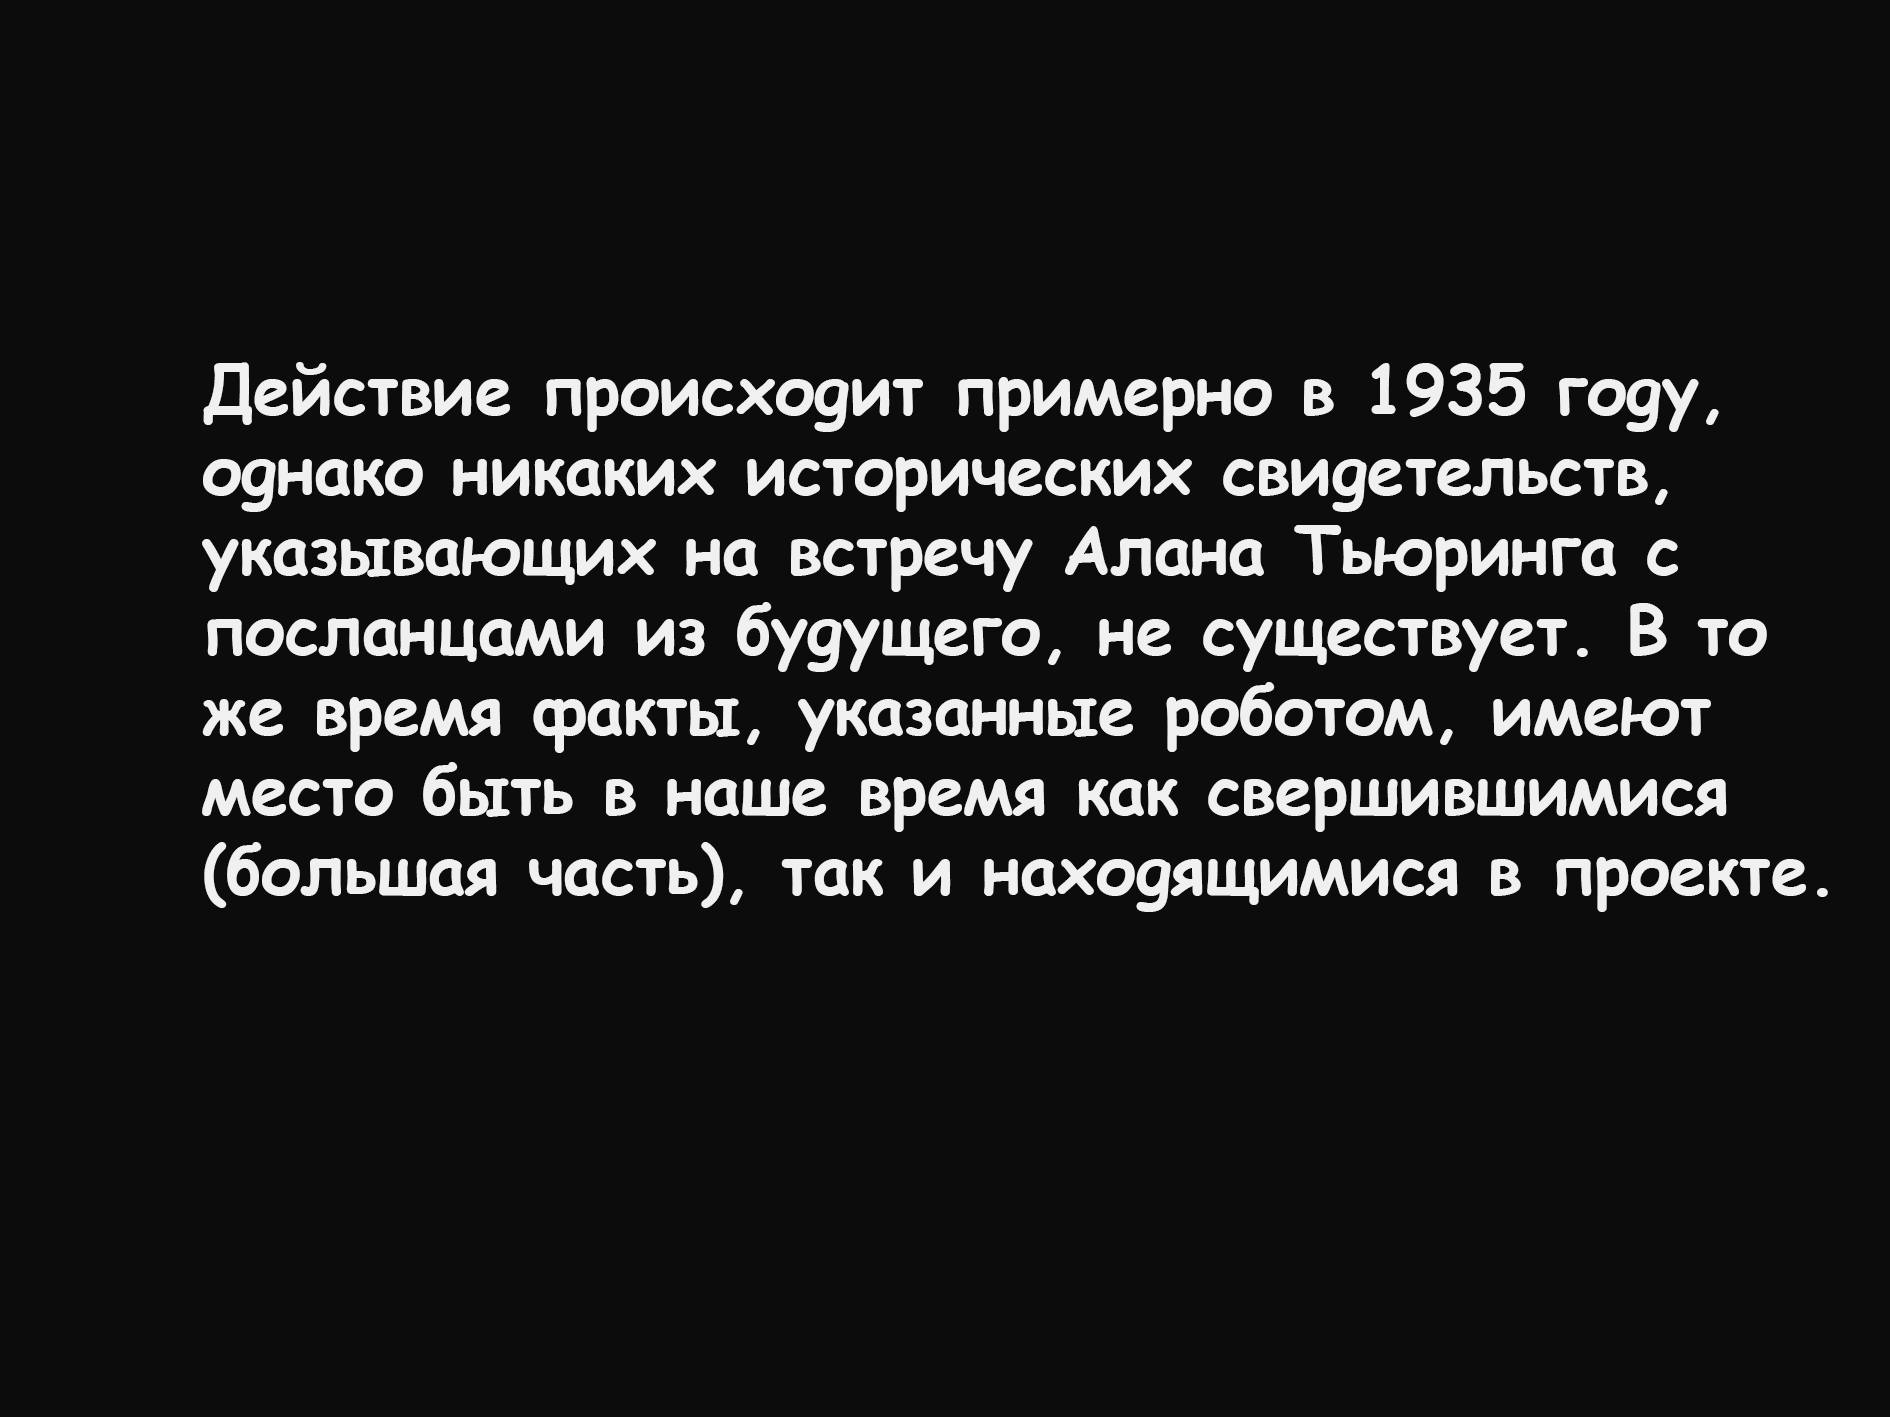 Действие происходит примерно в 1935 году,
однако никаких исторических свидетельств,
указывающих на встречу Алана Тьюринга с
посланцами из будущего, не существует. В то
же время факты, указанные роботом, имеют
место быть в наше время как свершившимися
(большая часть), так и находящимися в проекте.